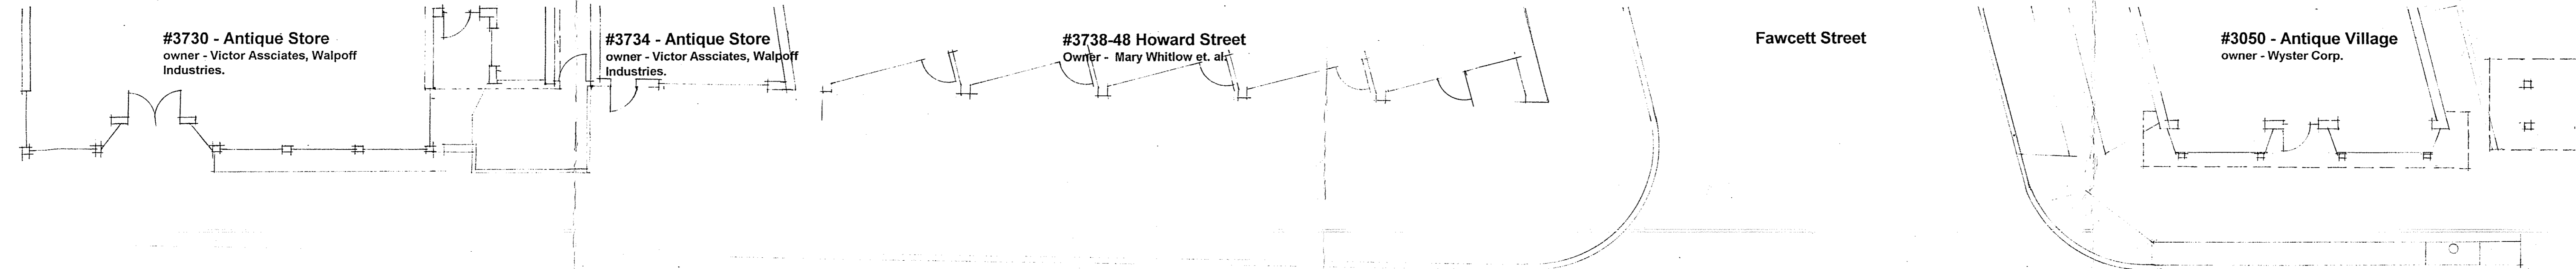 #3730 - Antique Store
owner - Victor Assciates, Walpoff
Industries.
#3734 - Antique Store
owner - Victor Assciates, Walpoff
Industries.
#3738-48 Howard Street
Owner -  Mary Whitlow et. al.
Fawcett Street
#3050 - Antique Village
owner - Wyster Corp.